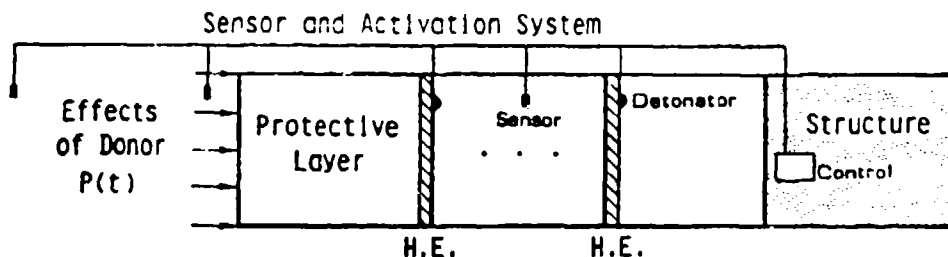 Sensor and Activation System
Effects
of Donor
P(t)
Protective
Layer
Sensor
. . .
Detonator
Structure
Control
H.E.
H.E.